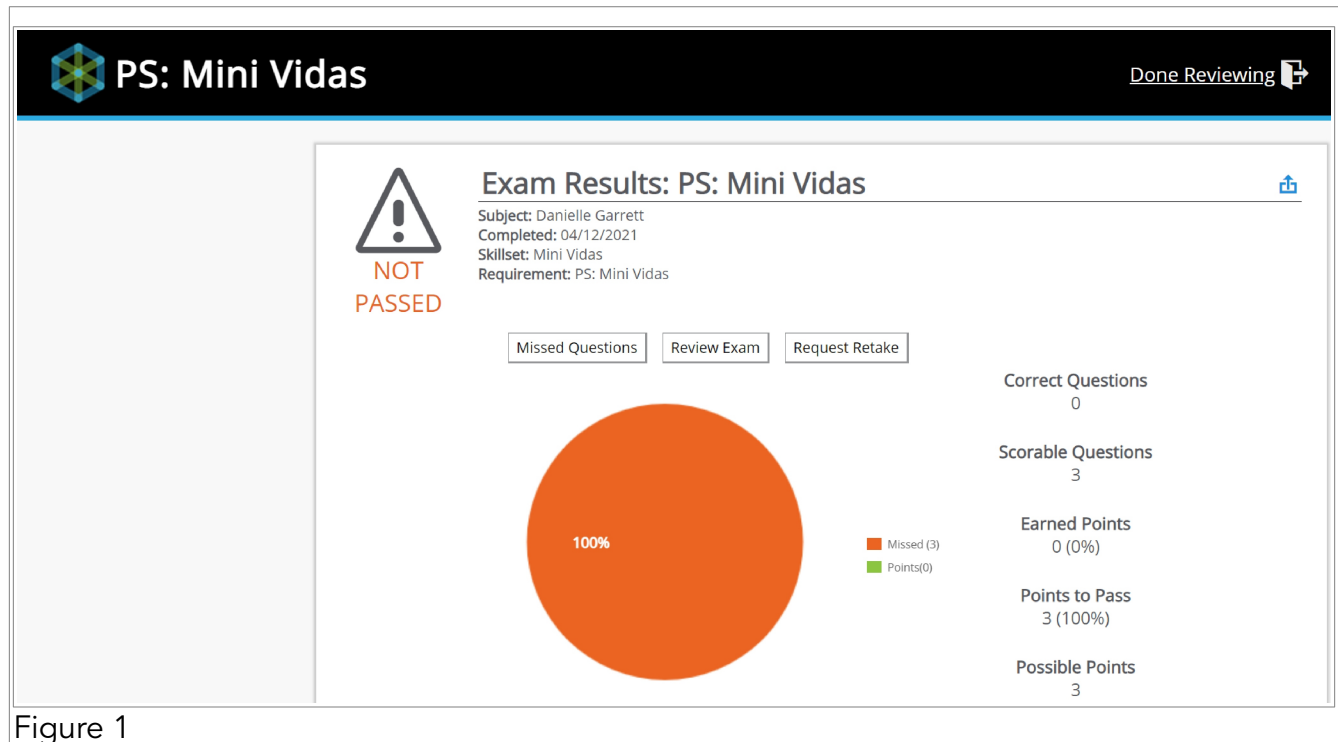 PS: Mini Vidas
Done Reviewing
Exam Results: PS: Mini Vidas
Subject: Danielle Garrett
Completed: 04/12/2021
Skillset: Mini Vidas
Requirement: PS: Mini Vidas
NOT
PASSED
Missed Questions
Review Exam
Request Retake
Correct Questions
0
Scorable Questions
3
Earned Points
0 (0%)
Points to Pass
3 (100%)
Possible Points
3
100%
Missed (3)
Points(0)
Figure 1